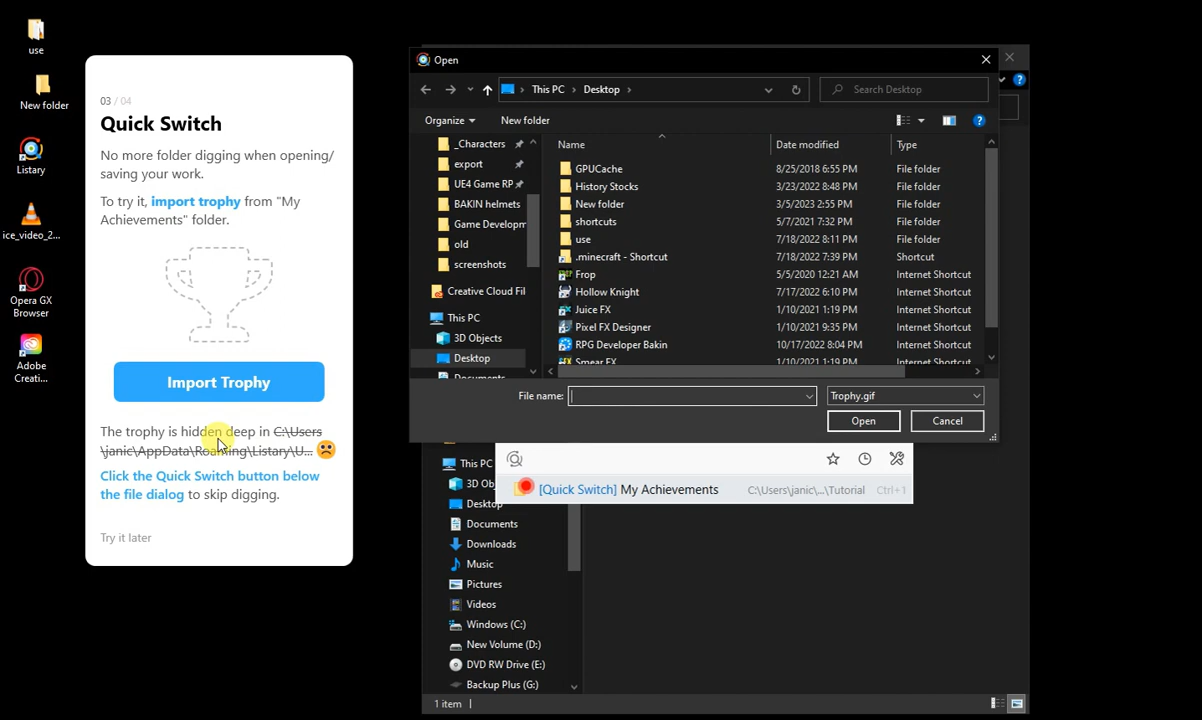 use
New folder
Listary
ice_video_2...
Opera GX
Browser
Adobe
Creati...
03 / 04
Quick Switch
No more folder digging when opening/
saving your work.
To try it, import trophy from "My
Achievements" folder.
Import Trophy
The trophy is hidden deep in C:\Users
\janic\AppData\Roaming\Listary\U...
Click the Quick Switch button below
the file dialog to skip digging.
Try it later
Open
This PC > Desktop >
Search Desktop
Organize
New folder
_Characters
export
UE4 Game RP
BAKIN helmets
Game Developm
old
screenshots
Creative Cloud Fil
This PC
3D Objects
Desktop
Documents
Name Date modified Type
GPUCache 8/25/2018 6:55 PM File folder
History Stocks 3/23/2022 8:48 PM File folder
New folder 3/5/2023 2:55 PM File folder
shortcuts 5/7/2021 7:32 PM File folder
use 7/18/2022 8:11 PM File folder
.minecraft - Shortcut 7/18/2022 7:39 PM Shortcut
Frop 5/5/2020 12:21 AM Internet Shortcut
Hollow Knight 7/17/2022 6:10 PM Internet Shortcut
Juice FX 1/10/2021 1:19 PM Internet Shortcut
Pixel FX Designer 1/10/2021 9:35 PM Internet Shortcut
RPG Developer Bakin 10/17/2022 8:04 PM Internet Shortcut
Smear FX 1/10/2021 1:19 PM Internet Shortcut
File name:
Trophy.gif
Open
Cancel
[Quick Switch] My Achievements C:\Users\janic\...\Tutorial Ctrl+1
This PC
3D Obj
Desktop
Documents
Downloads
Music
Pictures
Videos
Windows (C:)
New Volume (D:)
DVD RW Drive (E:)
Backup Plus (G:)
1 item